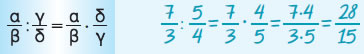 α/β : γ/δ = α/β · δ/γ
7/3 : 5/4 = 7/3 · 4/5 = 7·4/3·5 = 28/15